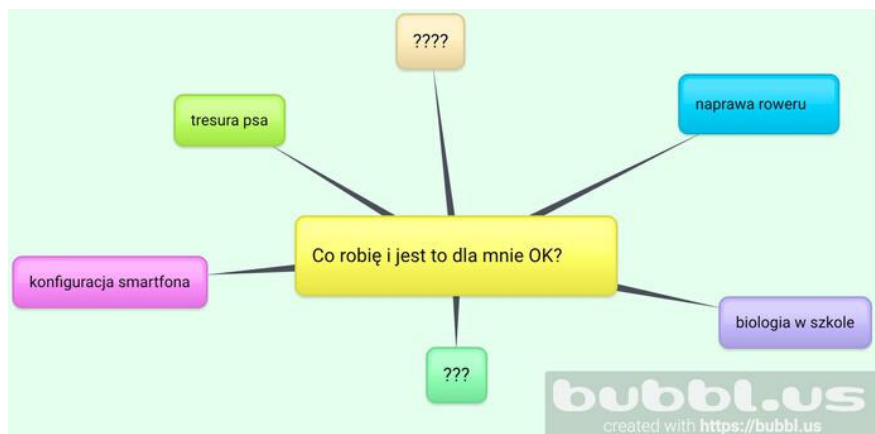 ????
tresura psa
naprawa roweru
Co robię i jest to dla mnie OK?
konfiguracja smartfona
biologia w szkole
???
bubbl.us
created with https://bubbl.us